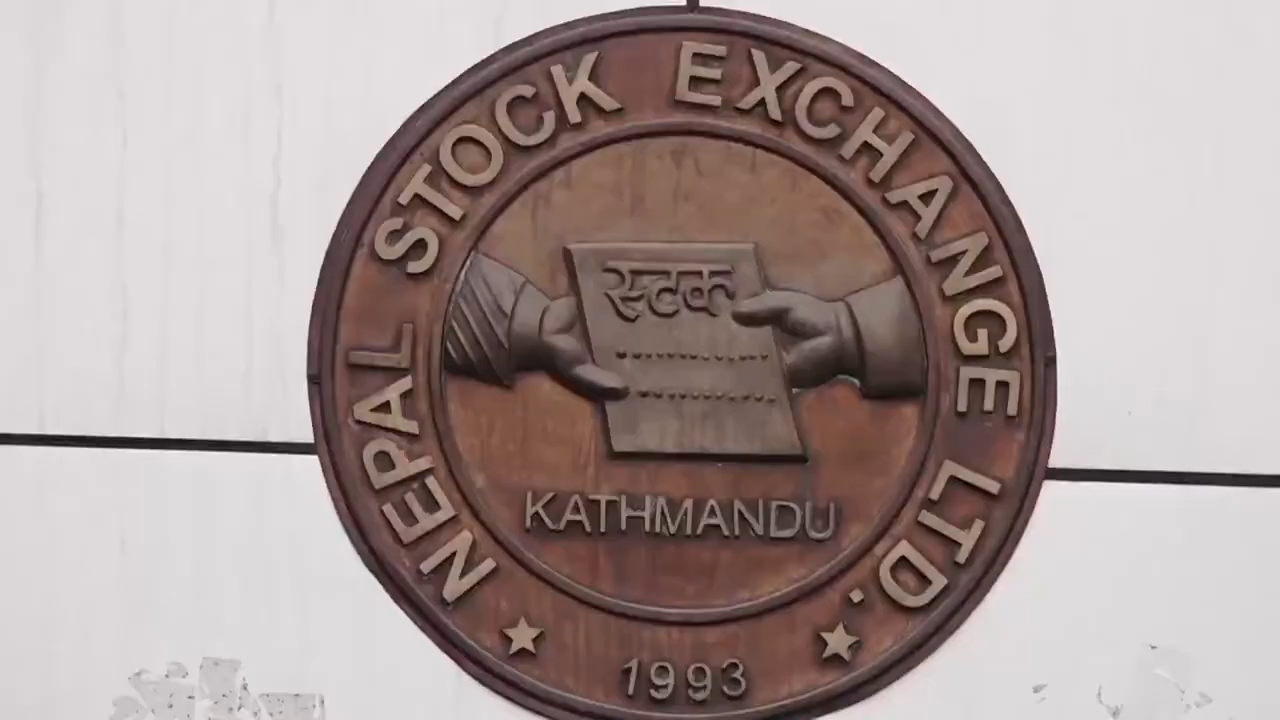 NEPAL STOCK EXCHANGE LTD.
स्टक
KATHMANDU
1993